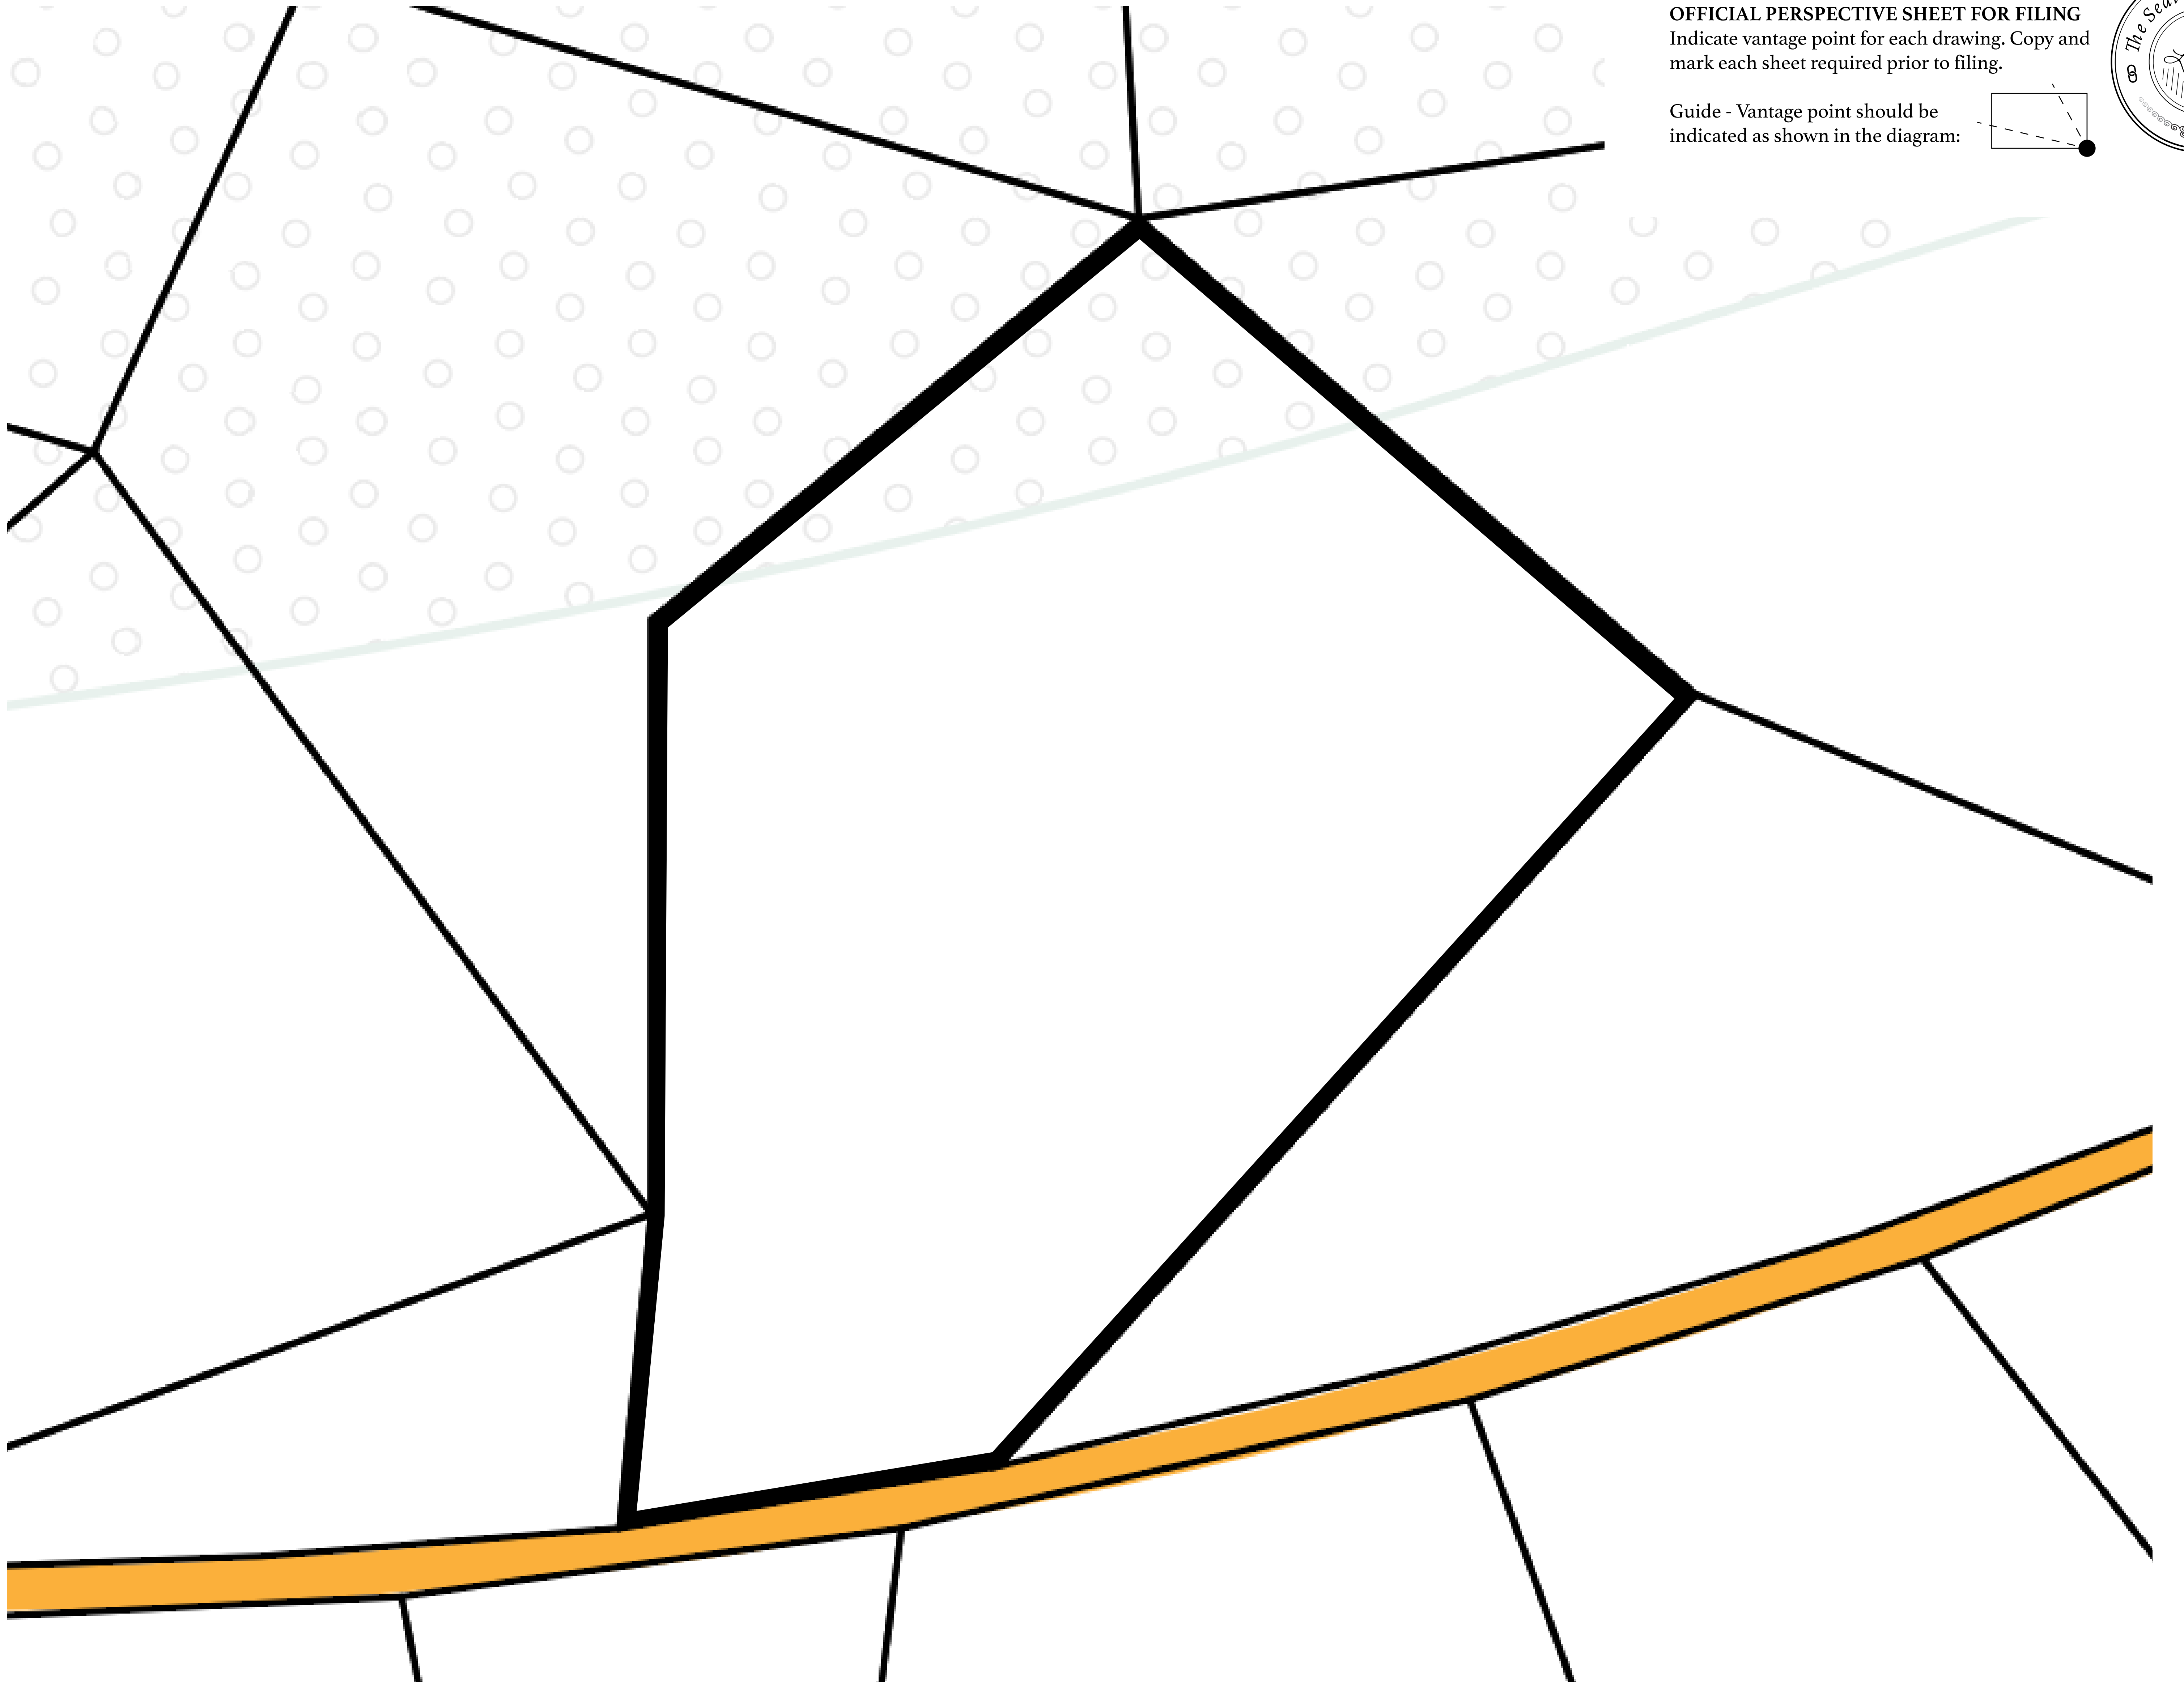 OFFICIAL PERSPECTIVE SHEET FOR FILING
Indicate vantage point for each drawing. Copy and
mark each sheet required prior to filing.
Guide - Vantage point should be
indicated as shown in the diagram:
The